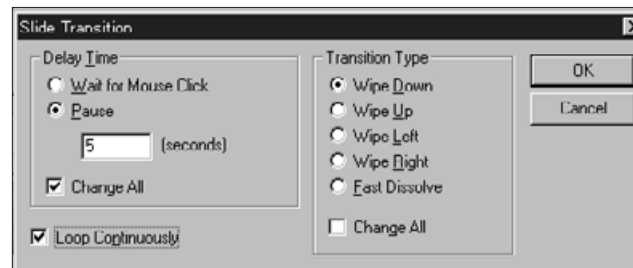 Slide Transition
Delay Time
Wait for Mouse Click
Pause
5 (seconds)
Change All
Loop Continuously
Transition Type
Wipe Down
Wipe Up
Wipe Left
Wipe Right
Fast Dissolve
Change All
OK
Cancel